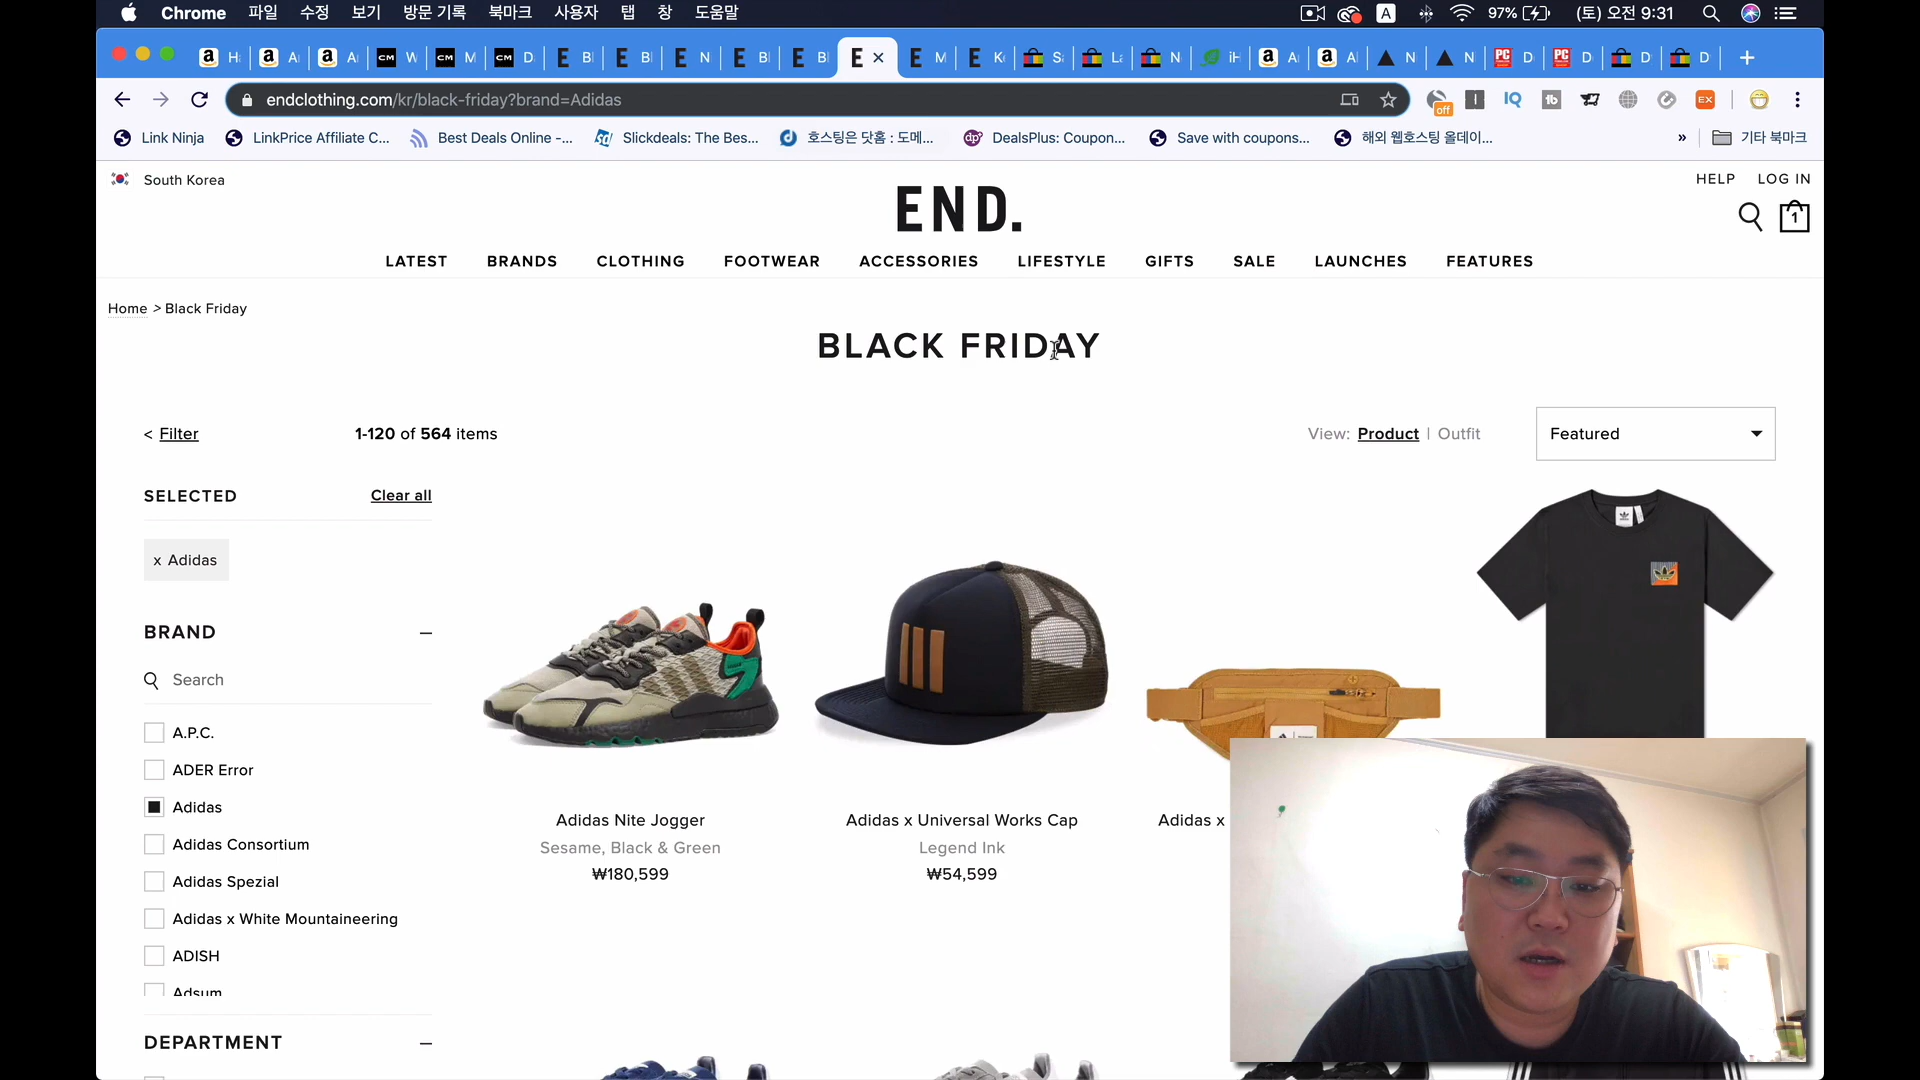 Chrome 파일 수정 보기 방문 기록 북마크 사용자 탭 창 도움말 A 97% (토) 오전 9:31
endclothing.com/kr/black-friday?brand=Adidas
Link Ninja LinkPrice Affiliate C... Best Deals Online -... Slickdeals: The Bes... 호스팅은 닷홈 : 도메... DealsPlus: Coupon... Save with coupons... 해외 웹호스팅 올데이... » 기타 북마크
South Korea
HELP LOG IN
END.
1
LATEST BRANDS CLOTHING FOOTWEAR ACCESSORIES LIFESTYLE GIFTS SALE LAUNCHES FEATURES
Home > Black Friday
BLACK FRIDAY
< Filter 1-120 of 564 items View: Product | Outfit Featured
SELECTED Clear all
x Adidas
BRAND
Search
A.P.C.
ADER Error
Adidas
Adidas Consortium
Adidas Spezial
Adidas x White Mountaineering
ADISH
Adsum
DEPARTMENT
Adidas Nite Jogger
Sesame, Black & Green
₩180,599
Adidas x Universal Works Cap
Legend Ink
₩54,599
Adidas x